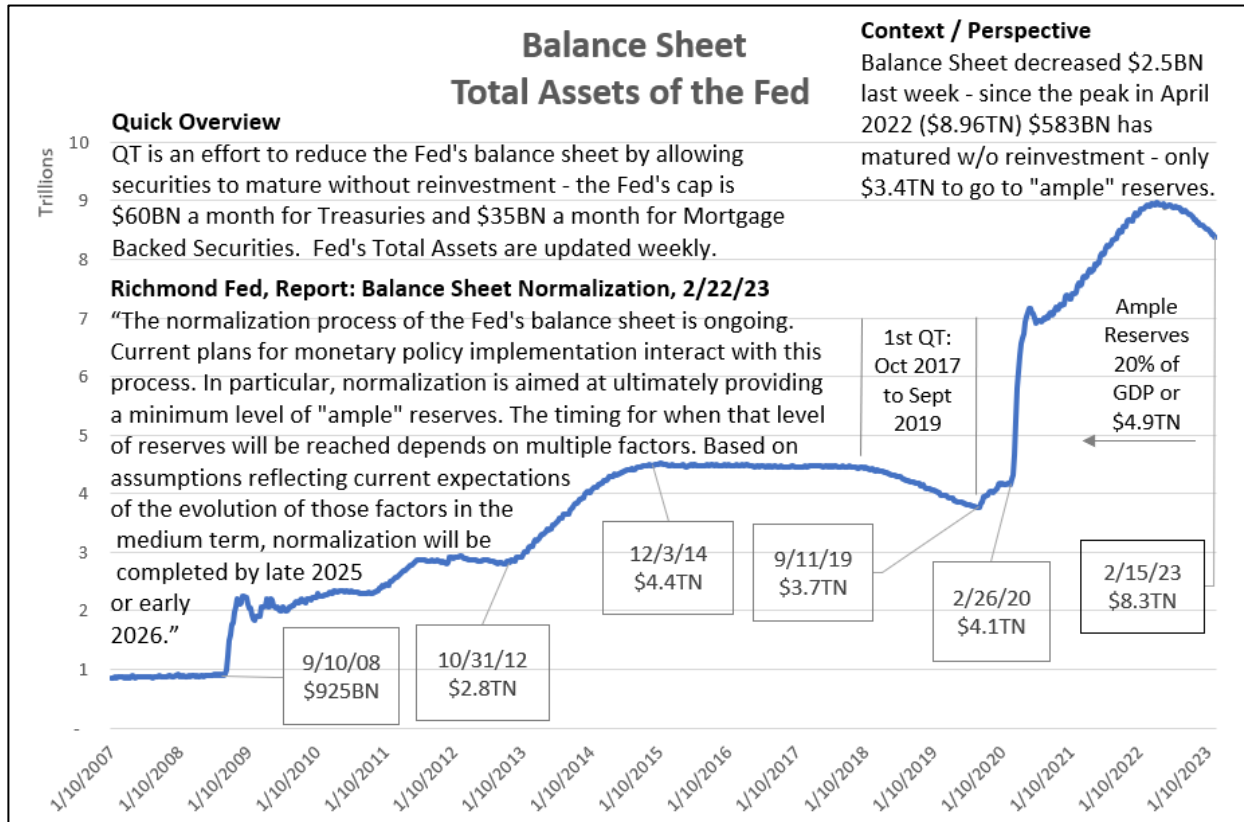 Balance Sheet
Total Assets of the Fed
Context / Perspective
Balance Sheet decreased $2.5BN
last week - since the peak in April
2022 ($8.96TN) $583BN has
matured w/o reinvestment - only
$3.4TN to go to "ample" reserves.
Quick Overview
QT is an effort to reduce the Fed's balance sheet by allowing
securities to mature without reinvestment - the Fed's cap is
$60BN a month for Treasuries and $35BN a month for Mortgage
Backed Securities.  Fed's Total Assets are updated weekly.
Richmond Fed, Report: Balance Sheet Normalization, 2/22/23
“The normalization process of the Fed's balance sheet is ongoing.
Current plans for monetary policy implementation interact with this
process. In particular, normalization is aimed at ultimately providing
a minimum level of "ample" reserves. The timing for when that level
of reserves will be reached depends on multiple factors. Based on
assumptions reflecting current expectations
of the evolution of those factors in the
medium term, normalization will be
completed by late 2025
or early
2026.”
1st QT:
Oct 2017
to Sept
2019
Ample
Reserves
20% of
GDP or
$4.9TN
Trillions
10
9
8
7
6
5
4
3
2
1
-
9/10/08
$925BN
10/31/12
$2.8TN
12/3/14
$4.4TN
9/11/19
$3.7TN
2/26/20
$4.1TN
2/15/23
$8.3TN
1/10/2007
1/10/2008
1/10/2009
1/10/2010
1/10/2011
1/10/2012
1/10/2013
1/10/2014
1/10/2015
1/10/2016
1/10/2017
1/10/2018
1/10/2019
1/10/2020
1/10/2021
1/10/2022
1/10/2023